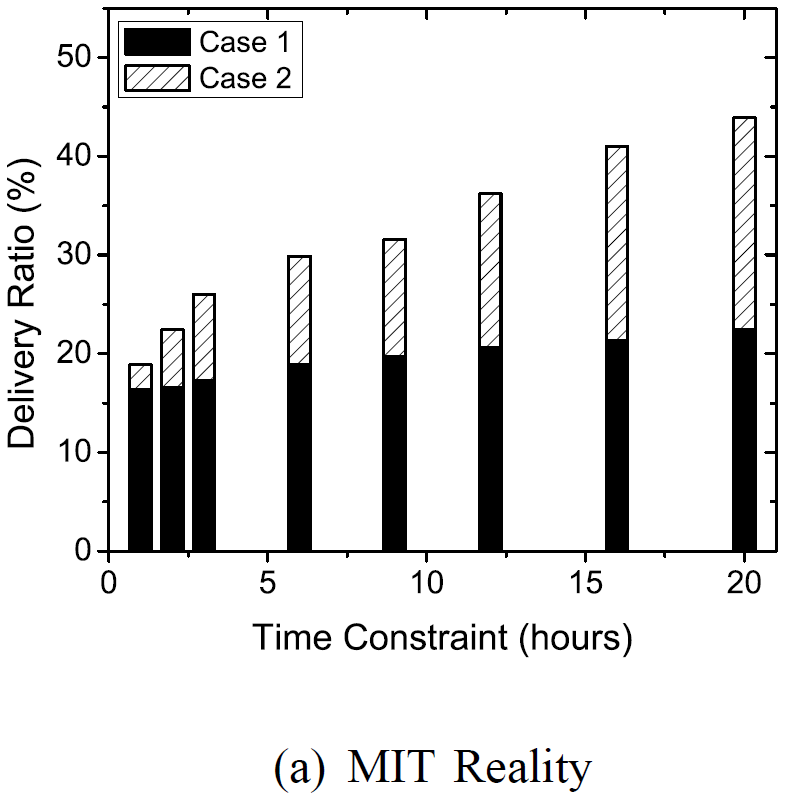 Case 1
Case 2
50
40
30
20
10
0
Delivery Ratio (%)
0 5 10 15 20
Time Constraint (hours)
(a) MIT Reality